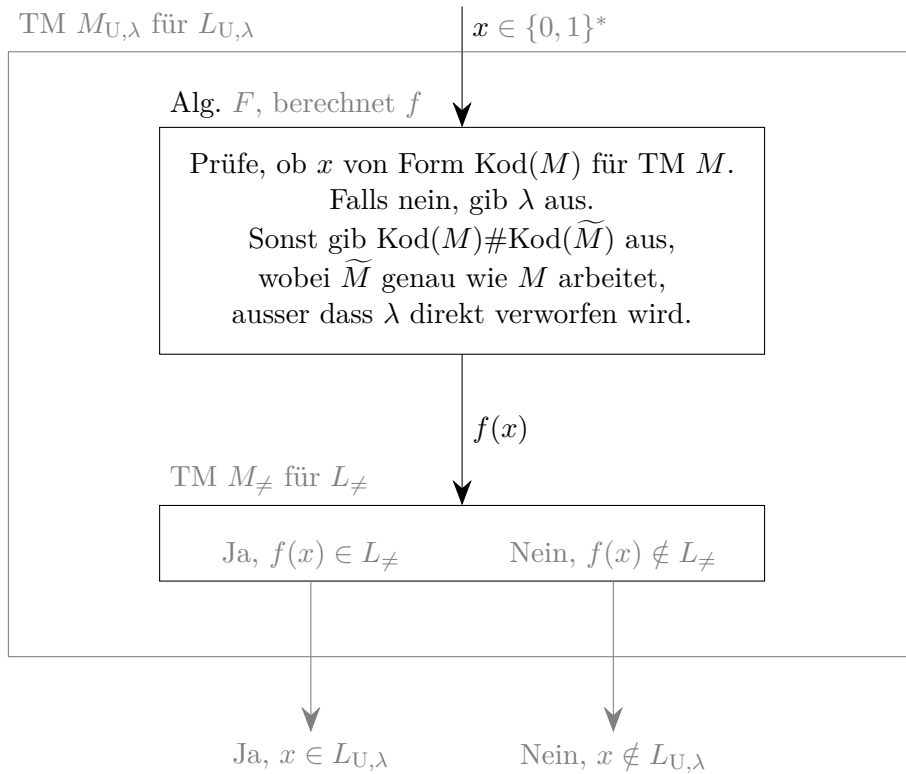 TM M_{U,λ} für L_{U,λ}
x ∈ {0, 1}*
Alg. F, berechnet f
Prüfe, ob x von Form Kod(M) für TM M.
Falls nein, gib λ aus.
Sonst gib Kod(M)#Kod(M̃) aus,
wobei M̃ genau wie M arbeitet,
ausser dass λ direkt verworfen wird.
f(x)
TM M_≠ für L_≠
Ja, f(x) ∈ L_≠
Nein, f(x) ∉ L_≠
Ja, x ∈ L_{U,λ}
Nein, x ∉ L_{U,λ}